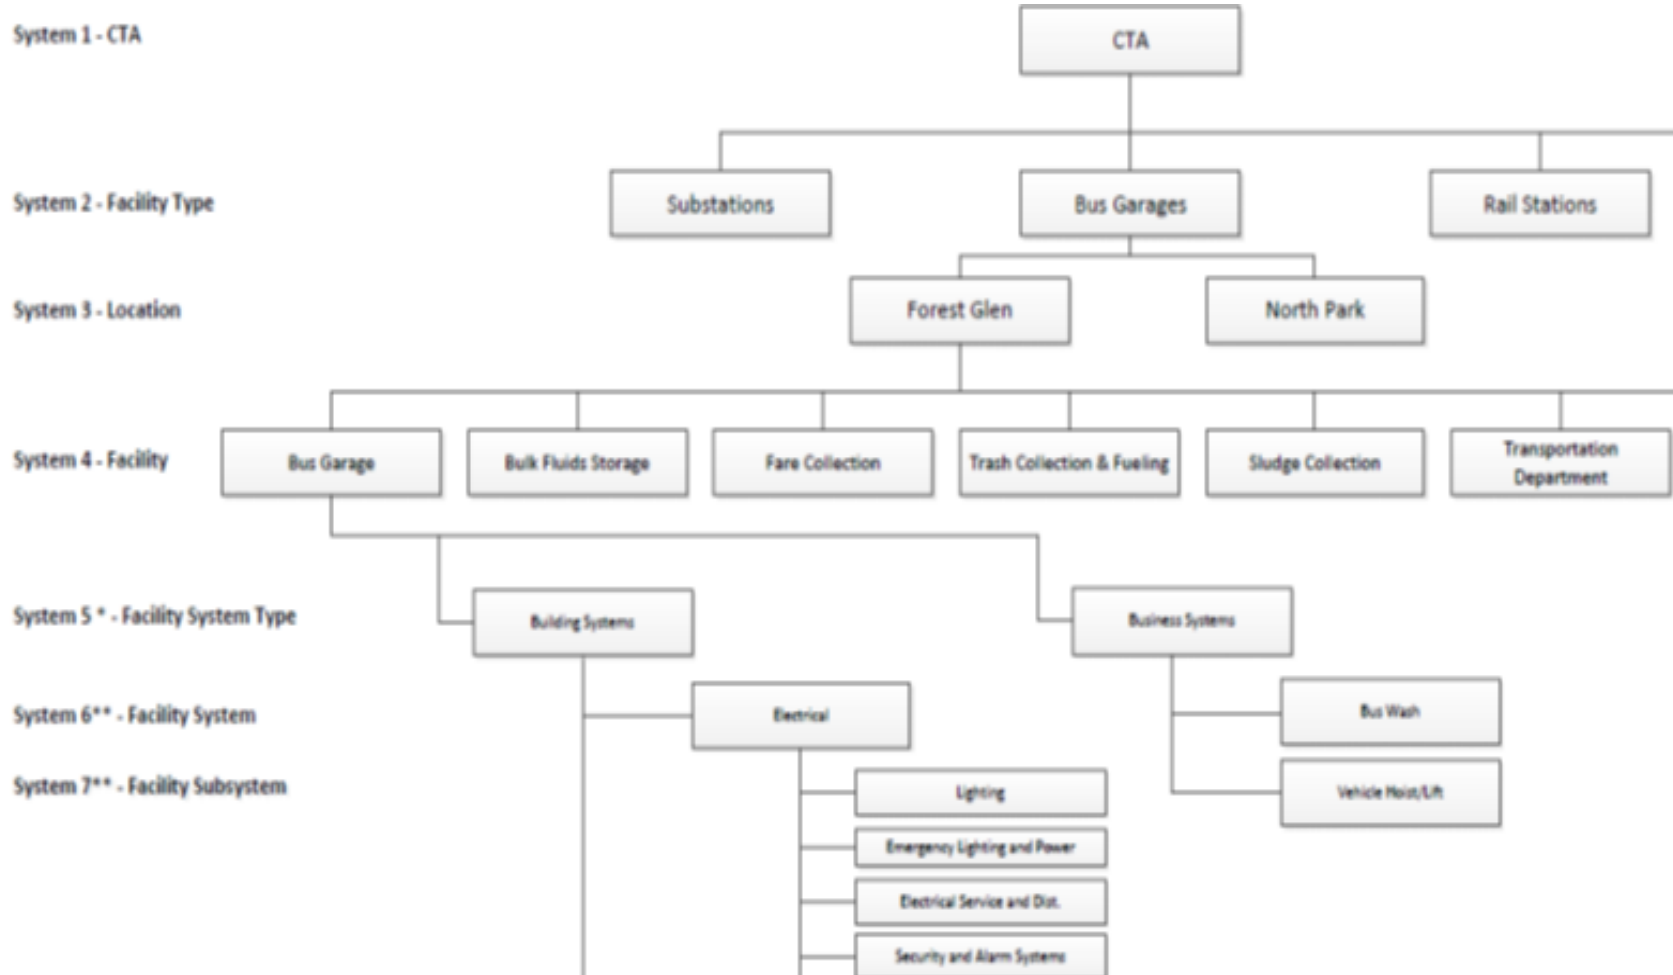 System 1 - CTA
CTA
System 2 - Facility Type
Substations
Bus Garages
Rail Stations
System 3 - Location
Forest Glen
North Park
System 4 - Facility
Bus Garage
Bulk Fluids Storage
Fare Collection
Trash Collection & Fueling
Sludge Collection
Transportation
Department
System 5 * - Facility System Type
Building Systems
Business Systems
System 6** - Facility System
Electrical
Bus Wash
System 7** - Facility Subsystem
Lighting
Vehicle Hoist/Lift
Emergency Lighting and Power
Electrical Service and Dist.
Security and Alarm Systems